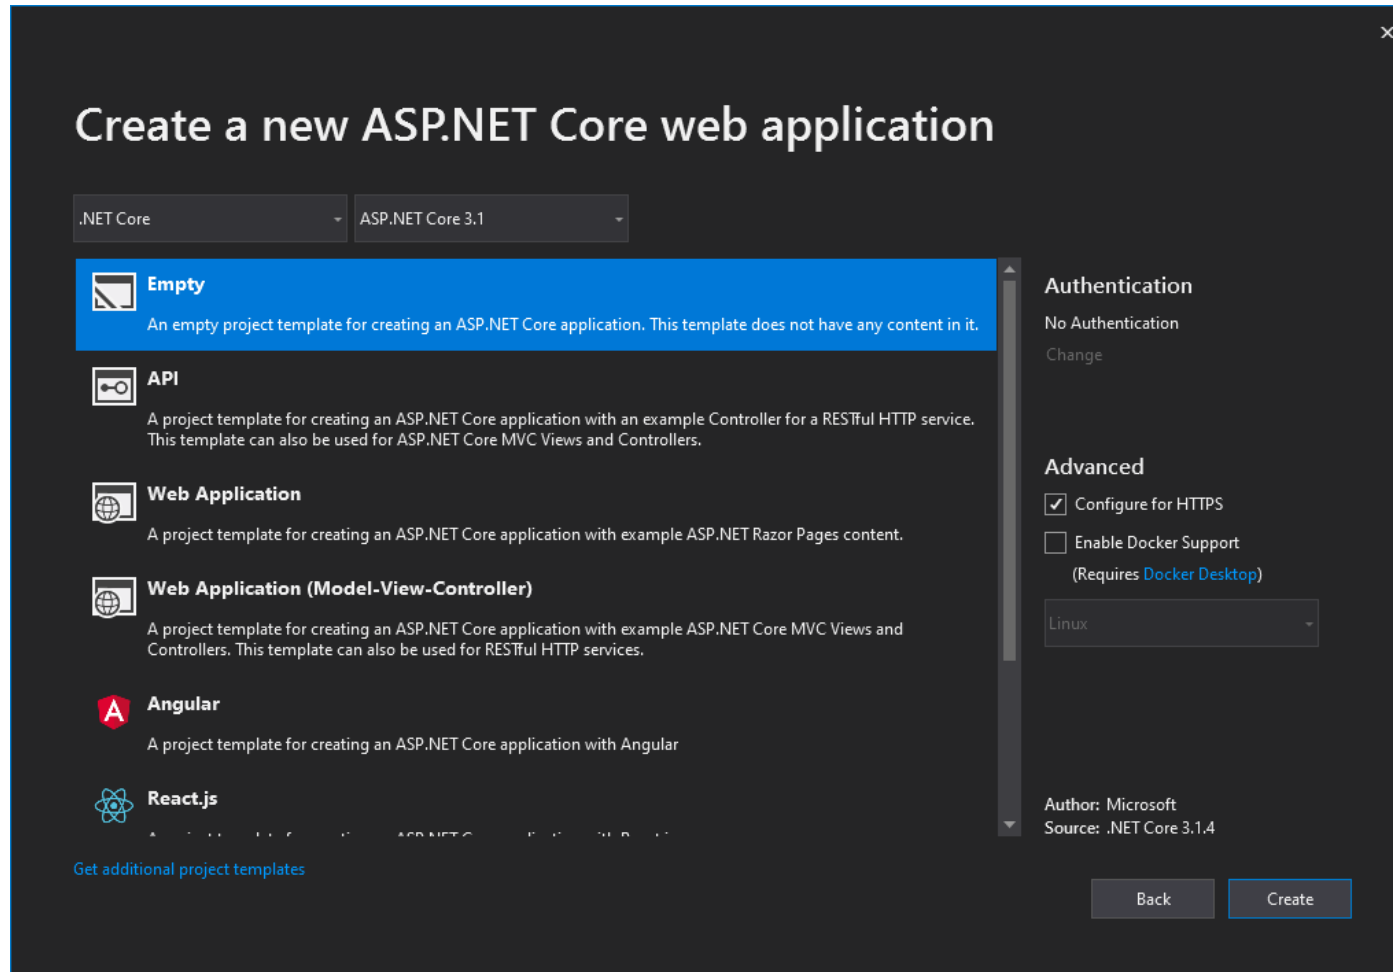 Create a new ASP.NET Core web application
.NET Core
ASP.NET Core 3.1
Empty
An empty project template for creating an ASP.NET Core application. This template does not have any content in it.
API
A project template for creating an ASP.NET Core application with an example Controller for a RESTful HTTP service.
This template can also be used for ASP.NET Core MVC Views and Controllers.
Web Application
A project template for creating an ASP.NET Core application with example ASP.NET Razor Pages content.
Web Application (Model-View-Controller)
A project template for creating an ASP.NET Core application with example ASP.NET Core MVC Views and
Controllers. This template can also be used for RESTful HTTP services.
Angular
A project template for creating an ASP.NET Core application with Angular
React.js
Get additional project templates
Authentication
No Authentication
Change
Advanced
Configure for HTTPS
Enable Docker Support
(Requires Docker Desktop)
Linux
Author: Microsoft
Source: .NET Core 3.1.4
Back
Create